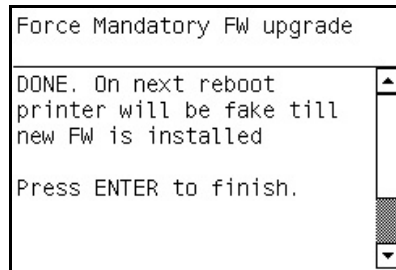 Force Mandatory FW upgrade
DONE. On next reboot
printer will be fake till
new FW is installed
Press ENTER to finish.